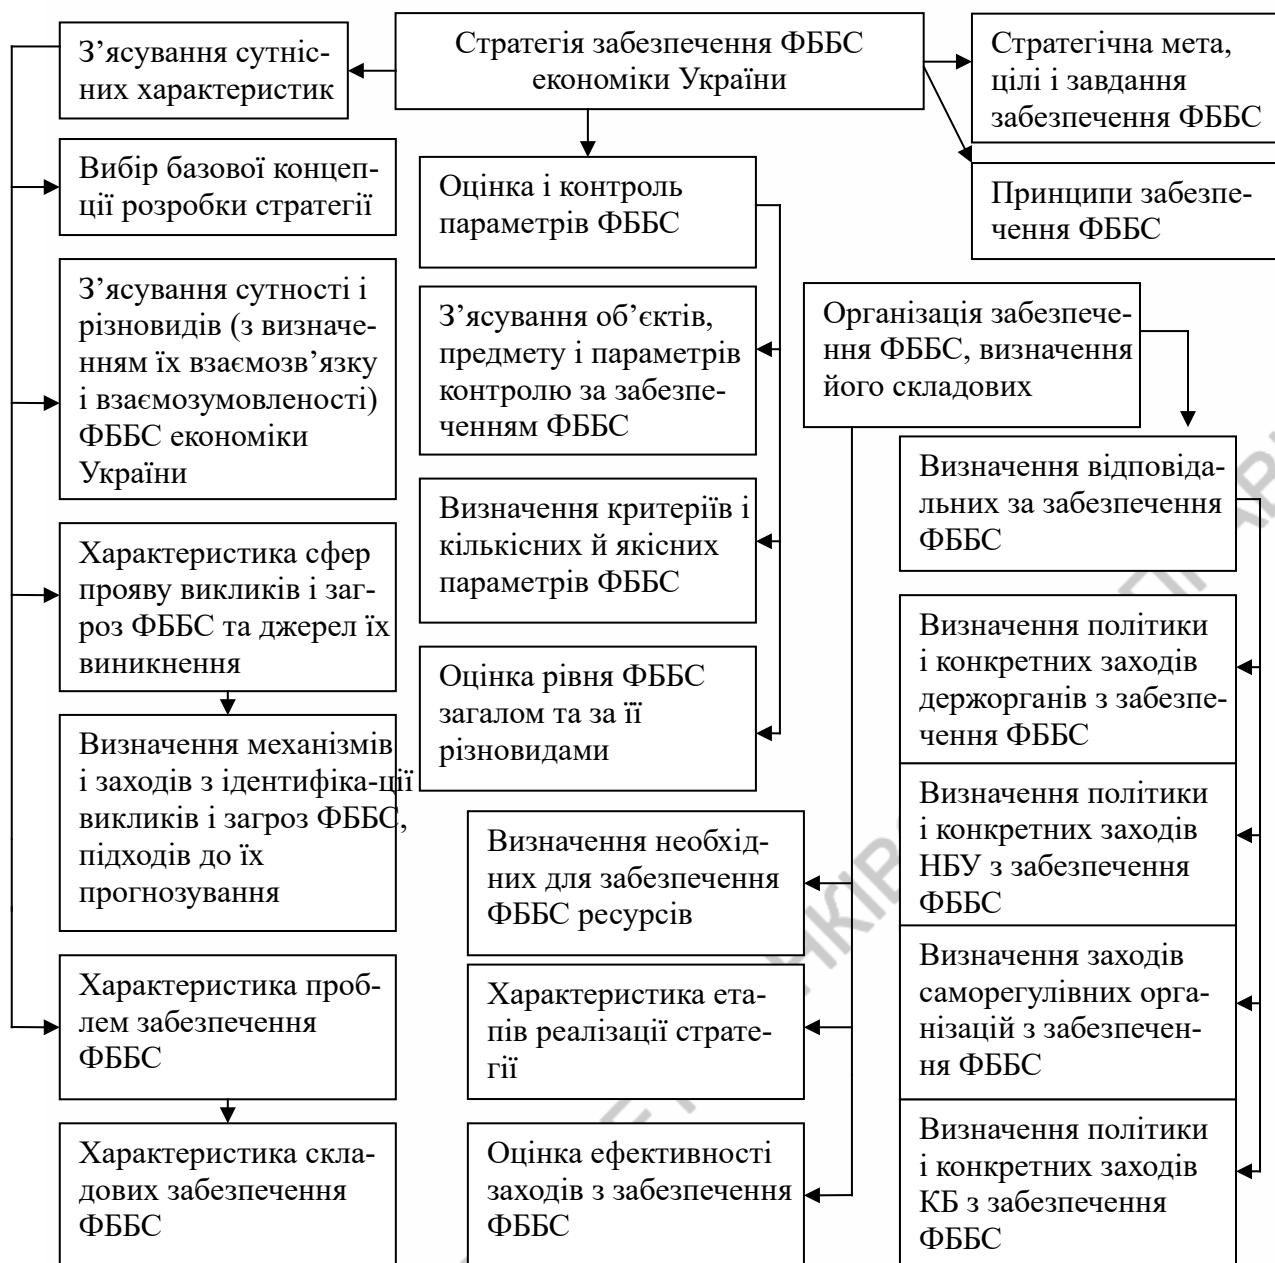 З’ясування сутніс-
них характеристик
Стратегія забезпечення ФББС
економіки України
Стратегічна мета,
цілі і завдання
забезпечення ФББС
Вибір базової концеп-
ції розробки стратегії
Оцінка і контроль
параметрів ФББС
Принципи забезпе-
чення ФББС
З’ясування сутності і
різновидів (з визначе-
нням їх взаємозв’язку
і взаємозумовленості)
ФББС економіки
України
З’ясування об’єктів,
предмету і параметрів
контролю за забезпе-
ченням ФББС
Організація забезпече-
ння ФББС, визначення
його складових
Визначення відповіда-
льних за забезпечення
ФББС
Визначення критеріїв і
кількісних й якісних
параметрів ФББС
Характеристика сфер
прояву викликів і заг-
роз ФББС та джерел їх
виникнення
Визначення політики
і конкретних заходів
держорганів з забезпе-
чення ФББС
Оцінка рівня ФББС
загалом та за її
різновидами
Визначення механізмів
і заходів з ідентифіка-ції
викликів і загроз ФББС,
підходів до їх
прогнозування
Визначення політики
і конкретних заходів
НБУ з забезпечення
ФББС
Визначення необхід-
них для забезпечення
ФББС ресурсів
Визначення заходів
саморегулівних орга-
нізацій з забезпечен-
ня ФББС
Характеристика проб-
лем забезпечення
ФББС
Характеристика ета-
пів реалізації страте-
гії
Визначення політики
і конкретних заходів
КБ з забезпечення
ФББС
Характеристика скла-
дових забезпечення
ФББС
Оцінка ефективності
заходів з забезпечення
ФББС